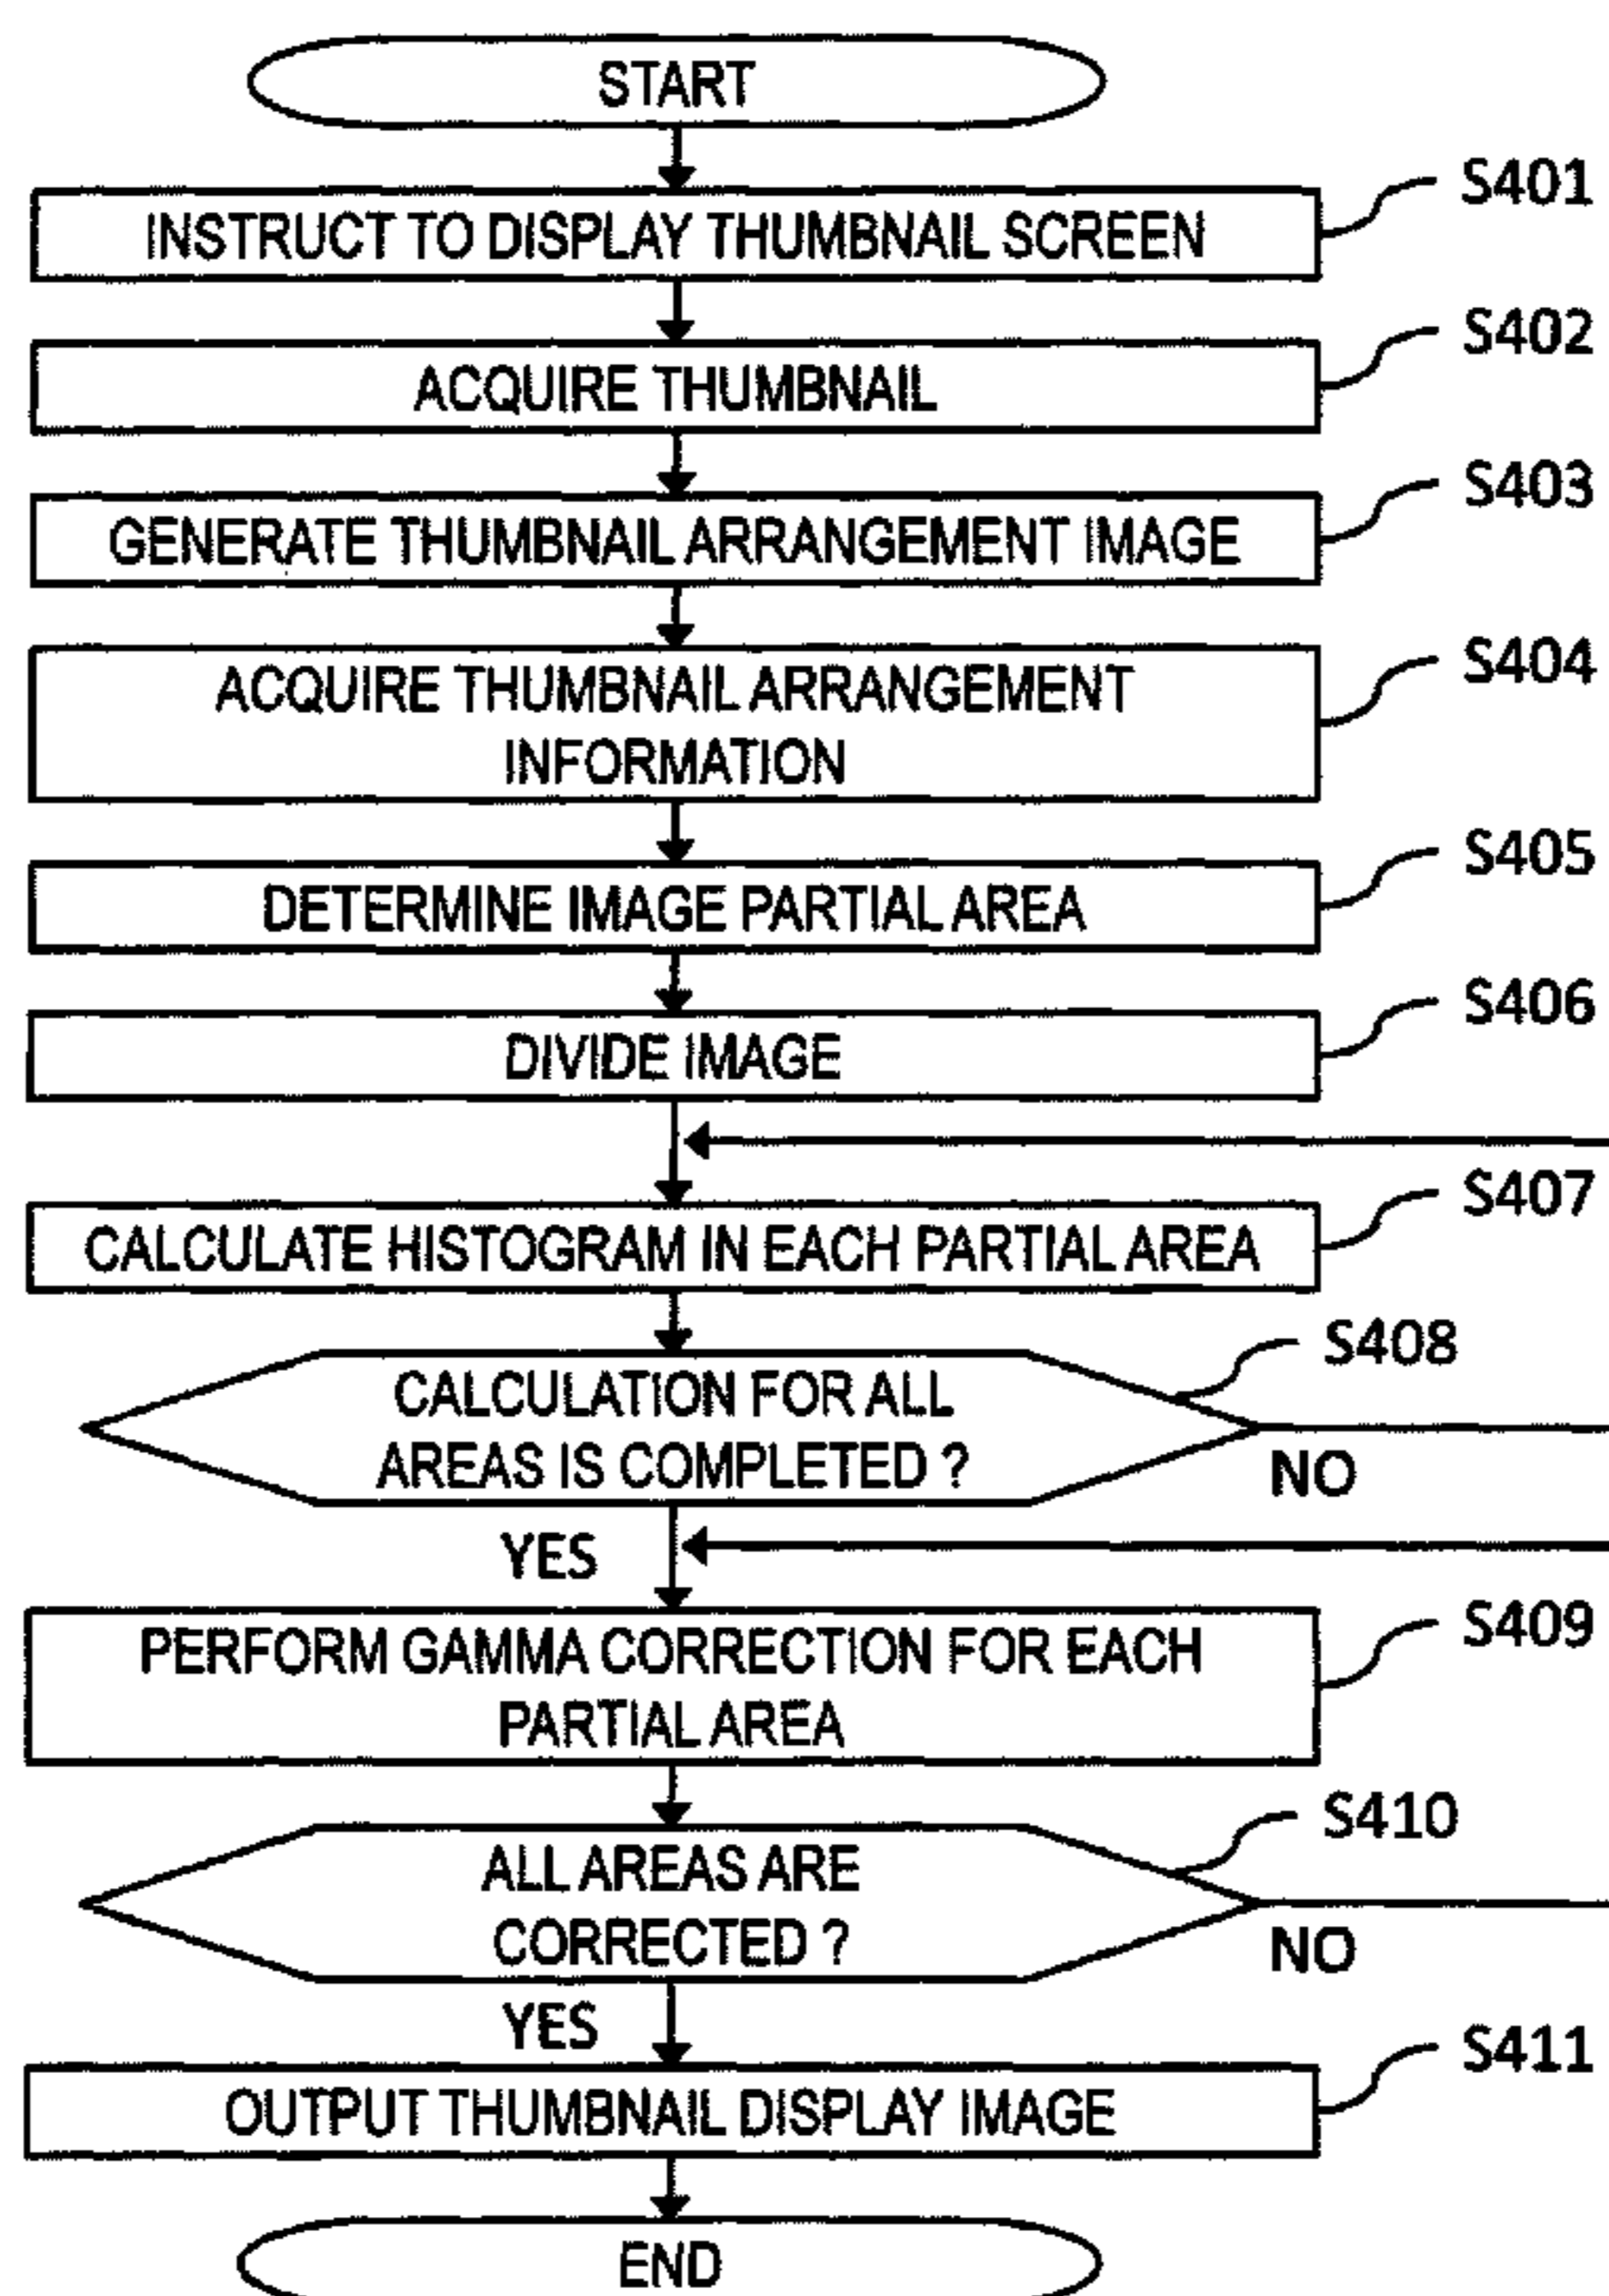 START
INSTRUCT TO DISPLAY THUMBNAIL SCREEN
S401
ACQUIRE THUMBNAIL
S402
GENERATE THUMBNAIL ARRANGEMENT IMAGE
S403
ACQUIRE THUMBNAIL ARRANGEMENT
INFORMATION
S404
DETERMINE IMAGE PARTIAL AREA
S405
DIVIDE IMAGE
S406
CALCULATE HISTOGRAM IN EACH PARTIAL AREA
S407
CALCULATION FOR ALL
AREAS IS COMPLETED ?
S408
NO
YES
PERFORM GAMMA CORRECTION FOR EACH
PARTIAL AREA
S409
ALL AREAS ARE
CORRECTED ?
S410
NO
YES
OUTPUT THUMBNAIL DISPLAY IMAGE
S411
END